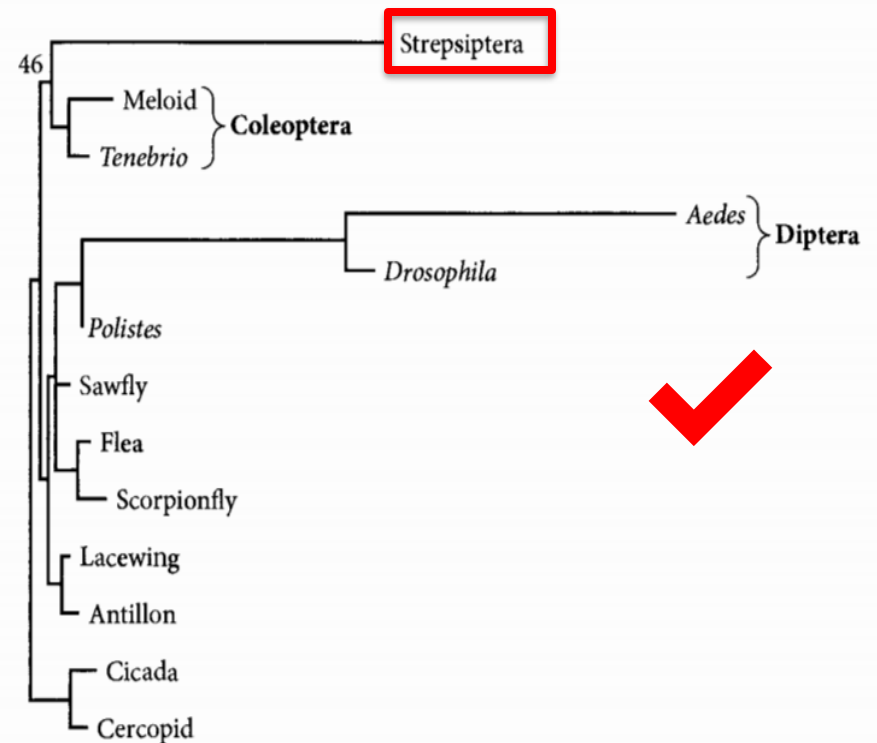 Strepsiptera
46
Meloid
Coleoptera
Tenebrio
Aedes
Diptera
Drosophila
Polistes
Sawfly
Flea
Scorpionfly
Lacewing
Antillon
Cicada
Cercopid